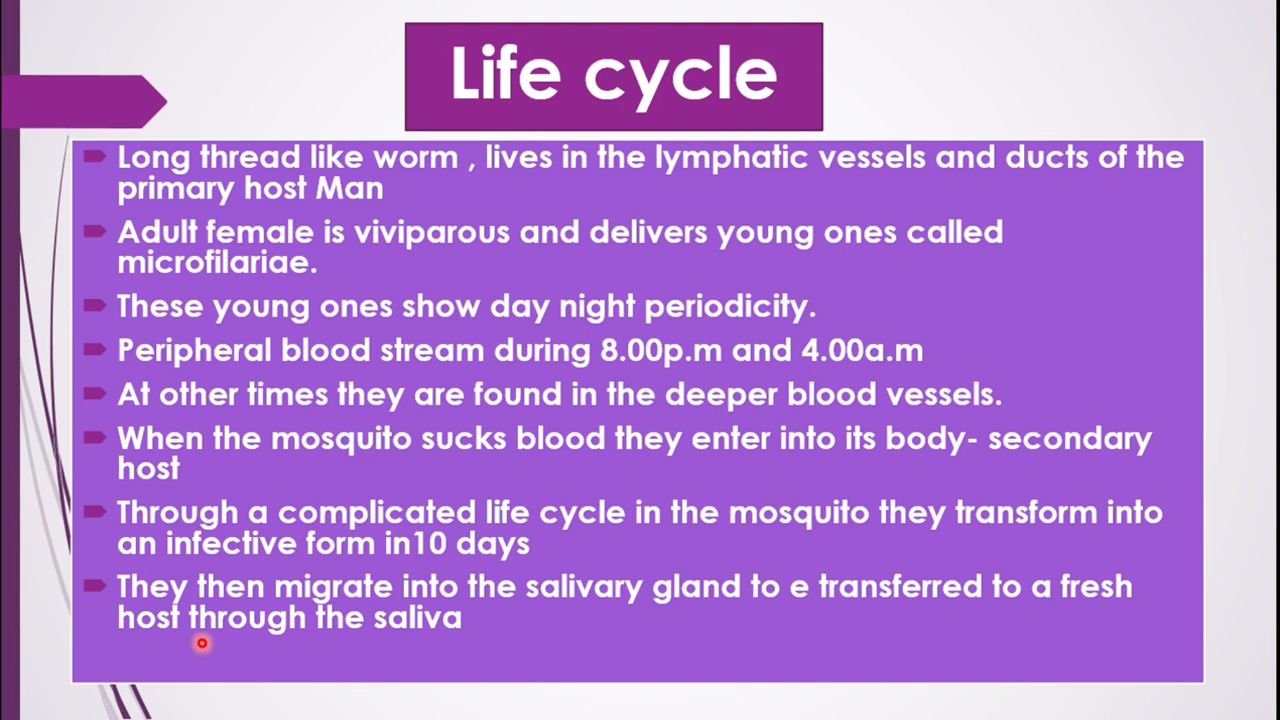 Life cycle
Long thread like worm , lives in the lymphatic vessels and ducts of the
primary host Man
Adult female is viviparous and delivers young ones called
microfilariae.
These young ones show day night periodicity.
Peripheral blood stream during 8.00p.m and 4.00a.m
At other times they are found in the deeper blood vessels.
When the mosquito sucks blood they enter into its body- secondary
host
Through a complicated life cycle in the mosquito they transform into
an infective form in10 days
They then migrate into the salivary gland to e transferred to a fresh
host through the saliva